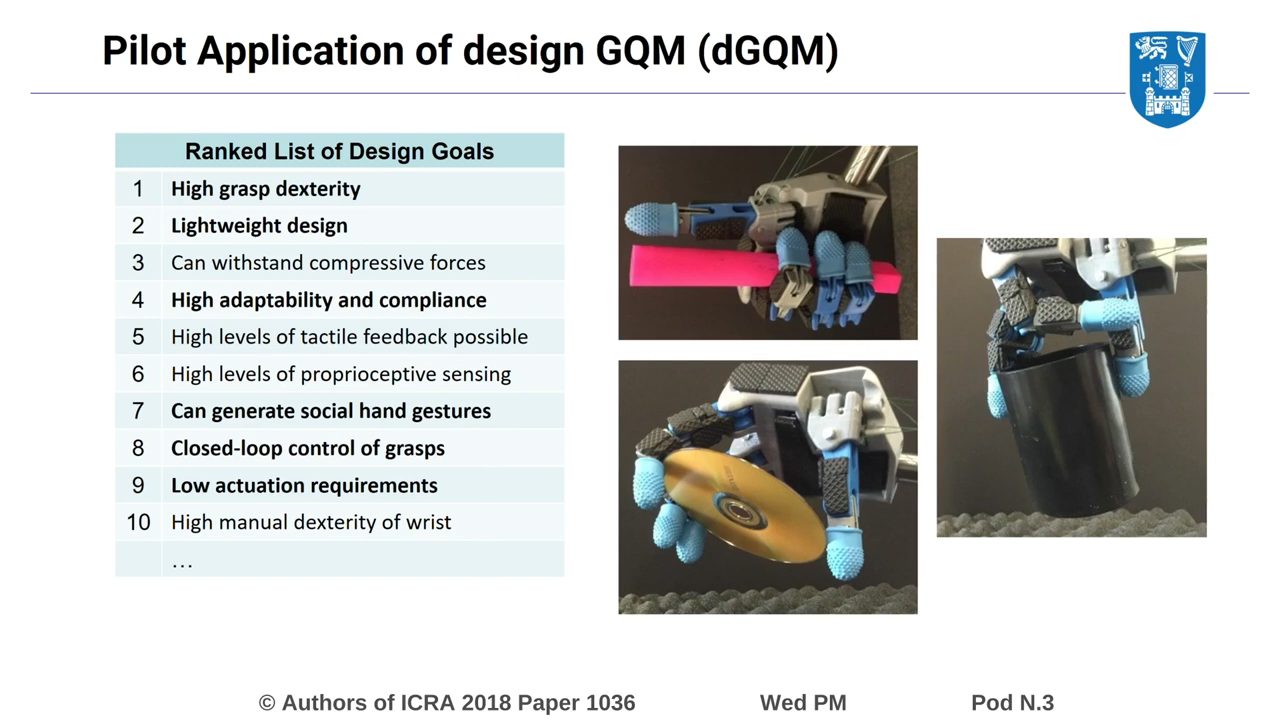 Pilot Application of design GQM (dGQM)
Ranked List of Design Goals
1 High grasp dexterity
2 Lightweight design
3 Can withstand compressive forces
4 High adaptability and compliance
5 High levels of tactile feedback possible
6 High levels of proprioceptive sensing
7 Can generate social hand gestures
8 Closed-loop control of grasps
9 Low actuation requirements
10 High manual dexterity of wrist
…
© Authors of ICRA 2018 Paper 1036 Wed PM Pod N.3